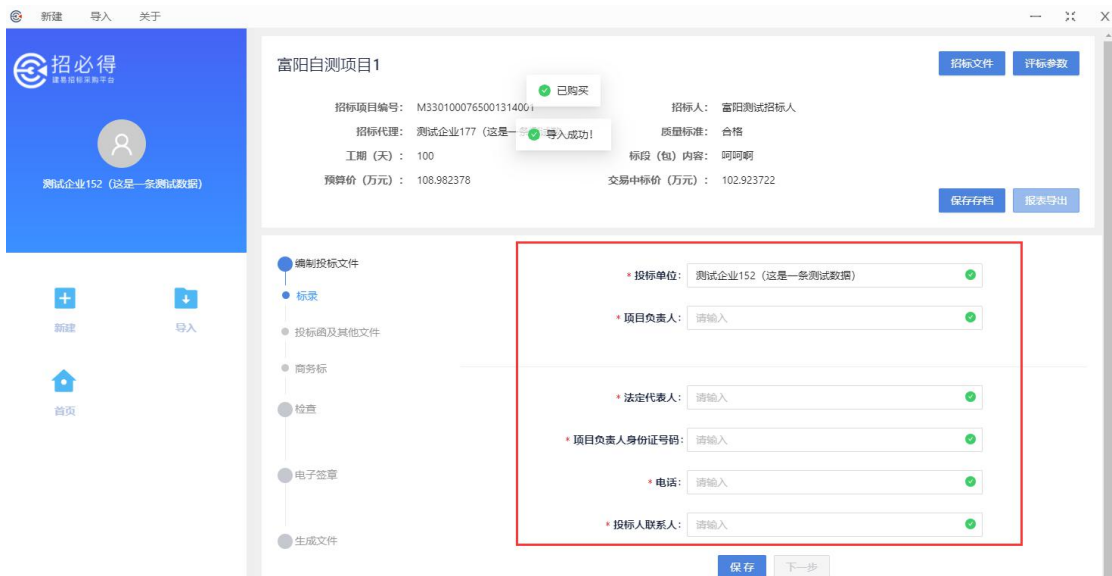 新建 导入 关于
招必得
建易招标采购平台
测试企业152（这是一条测试数据）
新建
导入
首页
富阳自测项目1
招标文件
评标参数
已购买
导入成功！
招标项目编号： M3301000765001314001
招标人： 富阳测试招标人
招标代理： 测试企业177（这是一条
质量标准： 合格
工期（天）： 100
标段（包）内容： 呵呵啊
预算价（万元）： 108.982378
交易中标价（万元）： 102.923722
保存存档
报表导出
编制投标文件
标录
投标函及其他文件
商务标
检查
电子签章
生成文件
* 投标单位： 测试企业152（这是一条测试数据）
* 项目负责人： 请输入
* 法定代表人： 请输入
* 项目负责人身份证号码： 请输入
* 电话： 请输入
* 投标人联系人： 请输入
保存
下一步